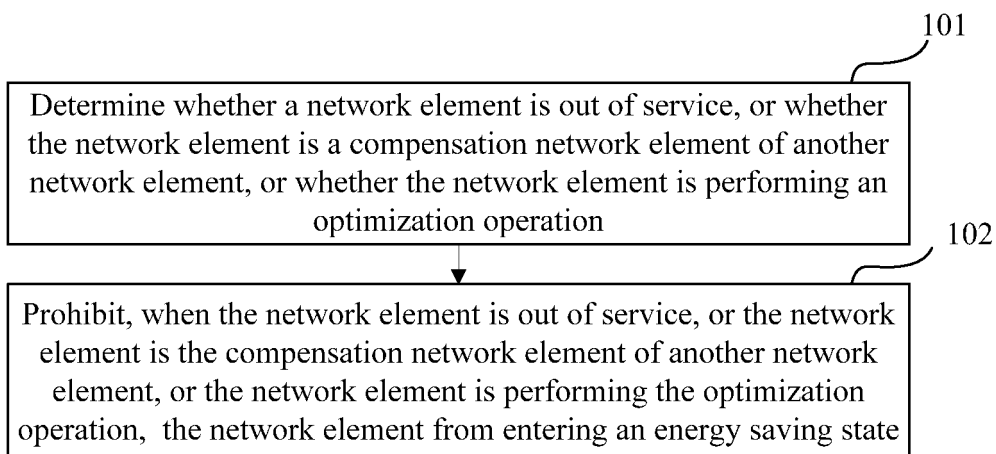 101
Determine whether a network element is out of service, or whether
the network element is a compensation network element of another
network element, or whether the network element is performing an
optimization operation
102
Prohibit, when the network element is out of service, or the network
element is the compensation network element of another network
element, or the network element is performing the optimization
operation, the network element from entering an energy saving state